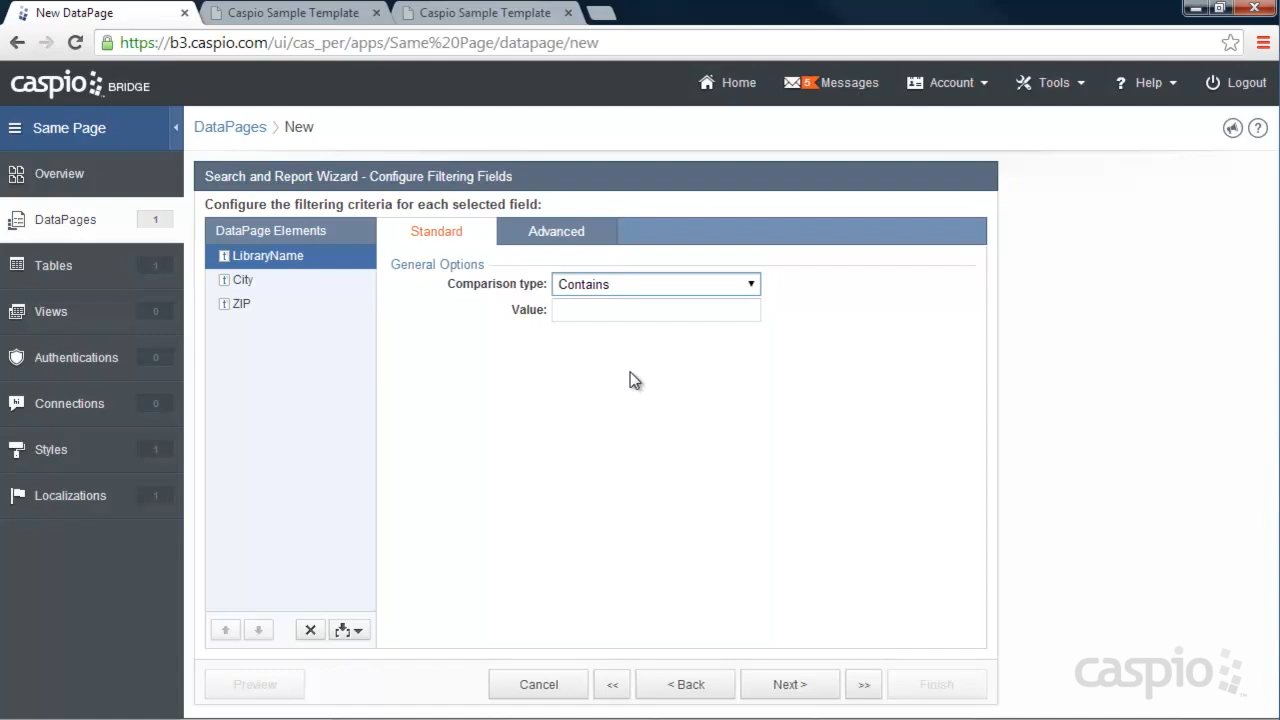 New DataPage
Caspio Sample Template
Caspio Sample Template
https://b3.caspio.com/ui/cas_per/apps/Same%20Page/datapage/new
caspio BRIDGE
Home
5 Messages
Account
Tools
? Help
Logout
Same Page
DataPages 〉 New
?
Overview
DataPages 1
Tables 1
Views 0
Authentications 0
hi Connections 0
Styles 1
Localizations 1
Search and Report Wizard - Configure Filtering Fields
Configure the filtering criteria for each selected field:
DataPage Elements
Standard
Advanced
t LibraryName
t City
t ZIP
General Options
Comparison type: Contains
Value:
Preview
Cancel
<<
< Back
Next >
>>
Finish
caspio